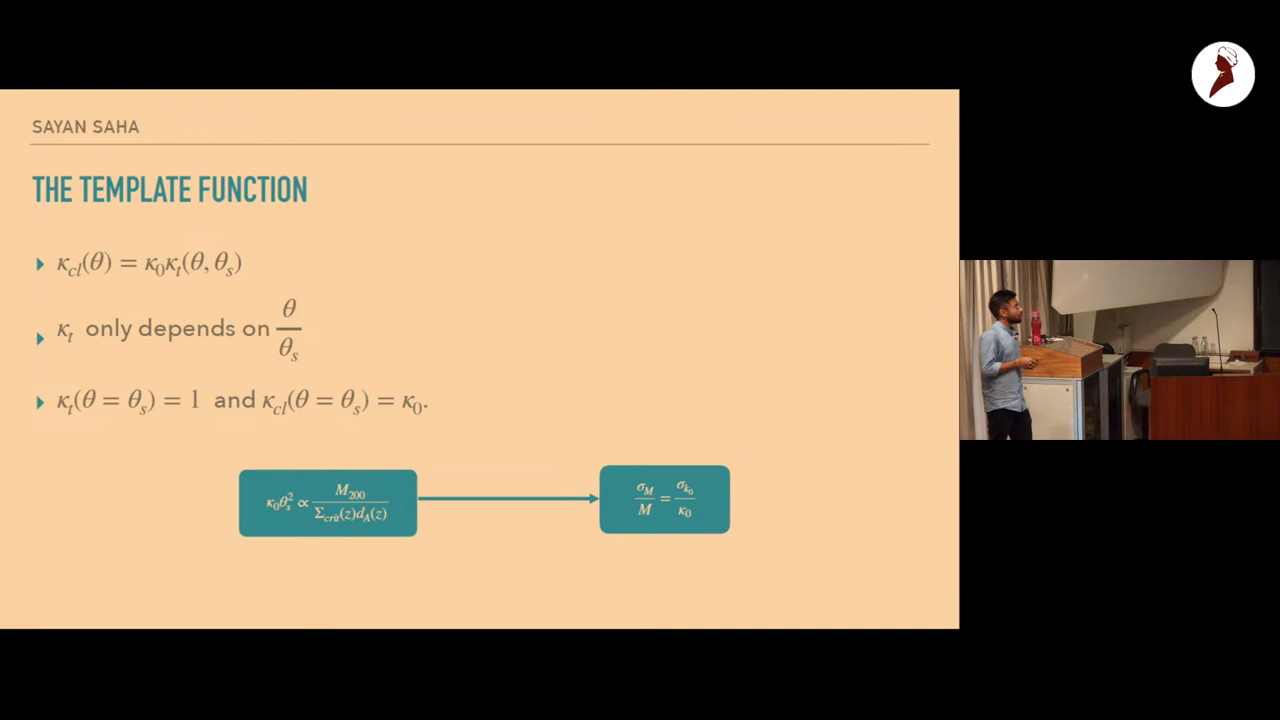 SAYAN SAHA
THE TEMPLATE FUNCTION
κ_cl(θ) = κ_0κ_t(θ, θ_s)
κ_t only depends on θ/θ_s
κ_t(θ = θ_s) = 1 and κ_cl(θ = θ_s) = κ_0.
κ_0θ_s^2 ∝ M_200/(Σ_crit(z)d_A(z))
σ_M/M = σ_k_0/κ_0